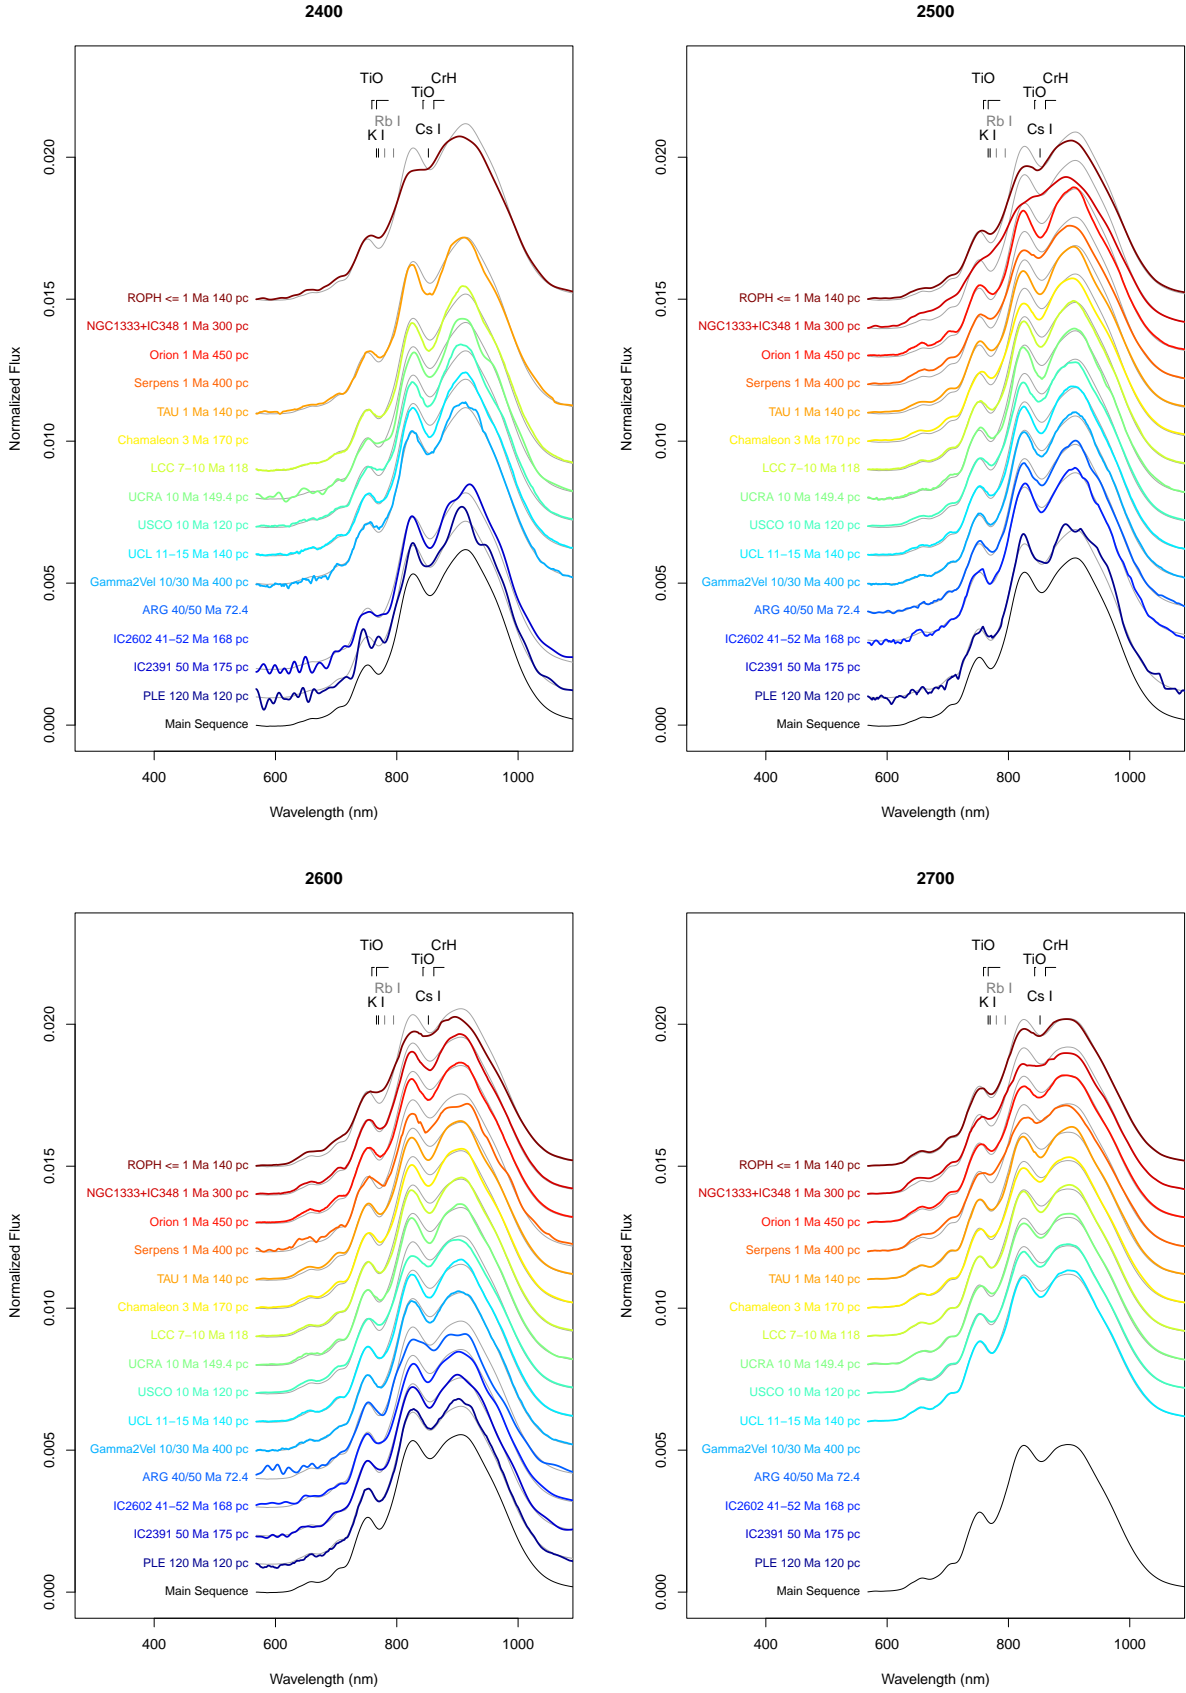 2400
TiO CrH
TiO
Rb I
K I Cs I
0.020
0.015
0.010
0.005
0.000
Normalized Flux
ROPH <= 1 Ma 140 pc
NGC1333+IC348 1 Ma 300 pc
Orion 1 Ma 450 pc
Serpens 1 Ma 400 pc
TAU 1 Ma 140 pc
Chamaleon 3 Ma 170 pc
LCC 7−10 Ma 118
UCRA 10 Ma 149.4 pc
USCO 10 Ma 120 pc
UCL 11−15 Ma 140 pc
Gamma2Vel 10/30 Ma 400 pc
ARG 40/50 Ma 72.4
IC2602 41−52 Ma 168 pc
IC2391 50 Ma 175 pc
PLE 120 Ma 120 pc
Main Sequence
400 600 800 1000
Wavelength (nm)
2500
TiO CrH
TiO
Rb I
K I Cs I
0.020
0.015
0.010
0.005
0.000
Normalized Flux
ROPH <= 1 Ma 140 pc
NGC1333+IC348 1 Ma 300 pc
Orion 1 Ma 450 pc
Serpens 1 Ma 400 pc
TAU 1 Ma 140 pc
Chamaleon 3 Ma 170 pc
LCC 7−10 Ma 118
UCRA 10 Ma 149.4 pc
USCO 10 Ma 120 pc
UCL 11−15 Ma 140 pc
Gamma2Vel 10/30 Ma 400 pc
ARG 40/50 Ma 72.4
IC2602 41−52 Ma 168 pc
IC2391 50 Ma 175 pc
PLE 120 Ma 120 pc
Main Sequence
400 600 800 1000
Wavelength (nm)
2600
TiO CrH
TiO
Rb I
K I Cs I
0.020
0.015
0.010
0.005
0.000
Normalized Flux
ROPH <= 1 Ma 140 pc
NGC1333+IC348 1 Ma 300 pc
Orion 1 Ma 450 pc
Serpens 1 Ma 400 pc
TAU 1 Ma 140 pc
Chamaleon 3 Ma 170 pc
LCC 7−10 Ma 118
UCRA 10 Ma 149.4 pc
USCO 10 Ma 120 pc
UCL 11−15 Ma 140 pc
Gamma2Vel 10/30 Ma 400 pc
ARG 40/50 Ma 72.4
IC2602 41−52 Ma 168 pc
IC2391 50 Ma 175 pc
PLE 120 Ma 120 pc
Main Sequence
400 600 800 1000
Wavelength (nm)
2700
TiO CrH
TiO
Rb I
K I Cs I
0.020
0.015
0.010
0.005
0.000
Normalized Flux
ROPH <= 1 Ma 140 pc
NGC1333+IC348 1 Ma 300 pc
Orion 1 Ma 450 pc
Serpens 1 Ma 400 pc
TAU 1 Ma 140 pc
Chamaleon 3 Ma 170 pc
LCC 7−10 Ma 118
UCRA 10 Ma 149.4 pc
USCO 10 Ma 120 pc
UCL 11−15 Ma 140 pc
Gamma2Vel 10/30 Ma 400 pc
ARG 40/50 Ma 72.4
IC2602 41−52 Ma 168 pc
IC2391 50 Ma 175 pc
PLE 120 Ma 120 pc
Main Sequence
400 600 800 1000
Wavelength (nm)